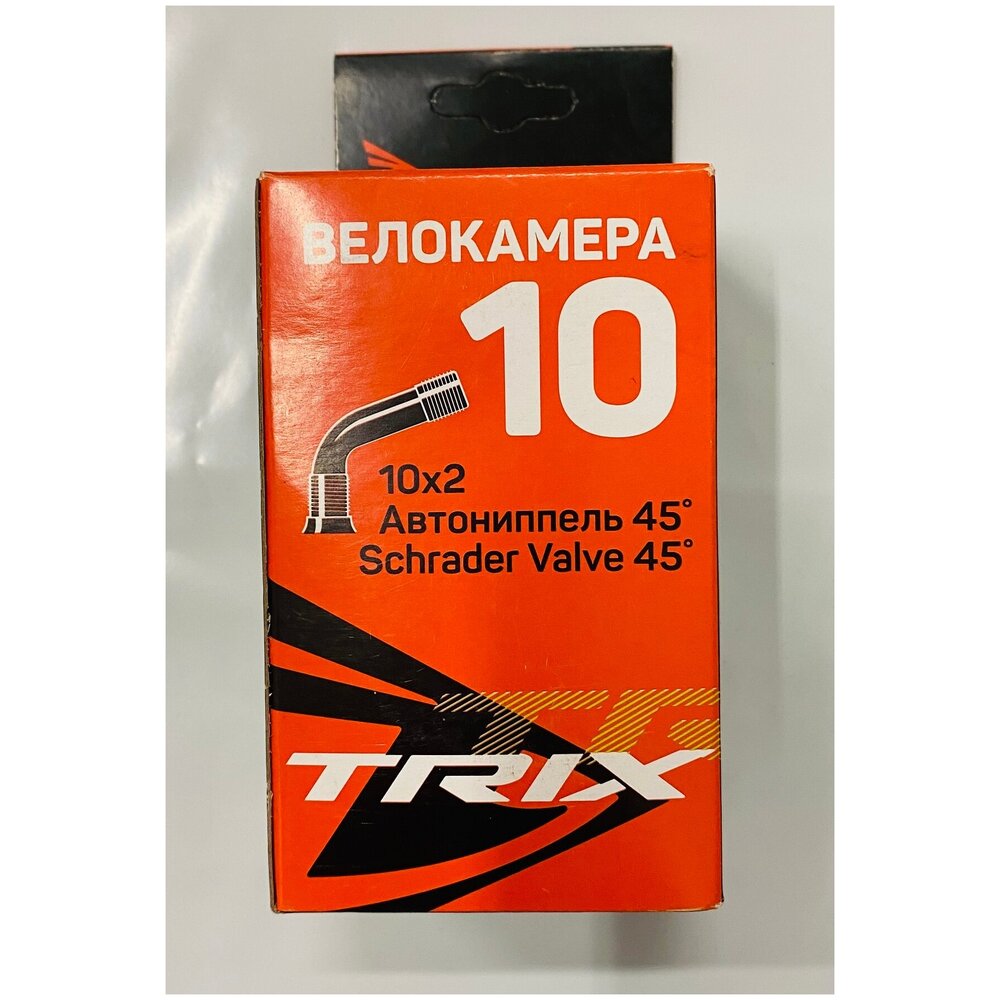 ВЕЛОКАМЕРА
10
10x2
Автониппель 45°
Schrader Valve 45°
TRIX